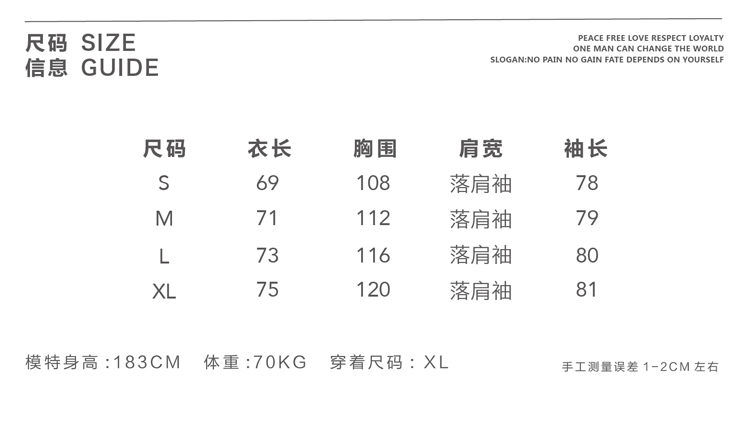 尺码 SIZE
信息 GUIDE
PEACE FREE LOVE RESPECT LOYALTY
ONE MAN CAN CHANGE THE WORLD
SLOGAN:NO PAIN NO GAIN FATE DEPENDS ON YOURSELF
尺码 衣长 胸围 肩宽 袖长
S 69 108 落肩袖 78
M 71 112 落肩袖 79
L 73 116 落肩袖 80
XL 75 120 落肩袖 81
模特身高:183CM 体重:70KG 穿着尺码: XL
手工测量误差1-2CM左右